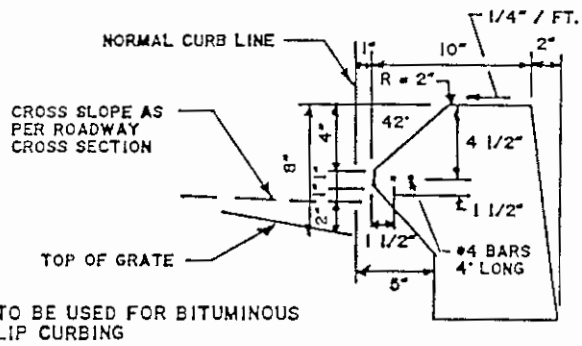 1/4" / FT.
NORMAL CURB LINE
1"
10"
2"
R = 2"
CROSS SLOPE AS
PER ROADWAY
CROSS SECTION
42°
8"
4"
4 1/2"
1"
1"
2"
1 1/2"
1 1/2"
TOP OF GRATE
#4 BARS
4' LONG
5"
TO BE USED FOR BITUMINOUS
LIP CURBING